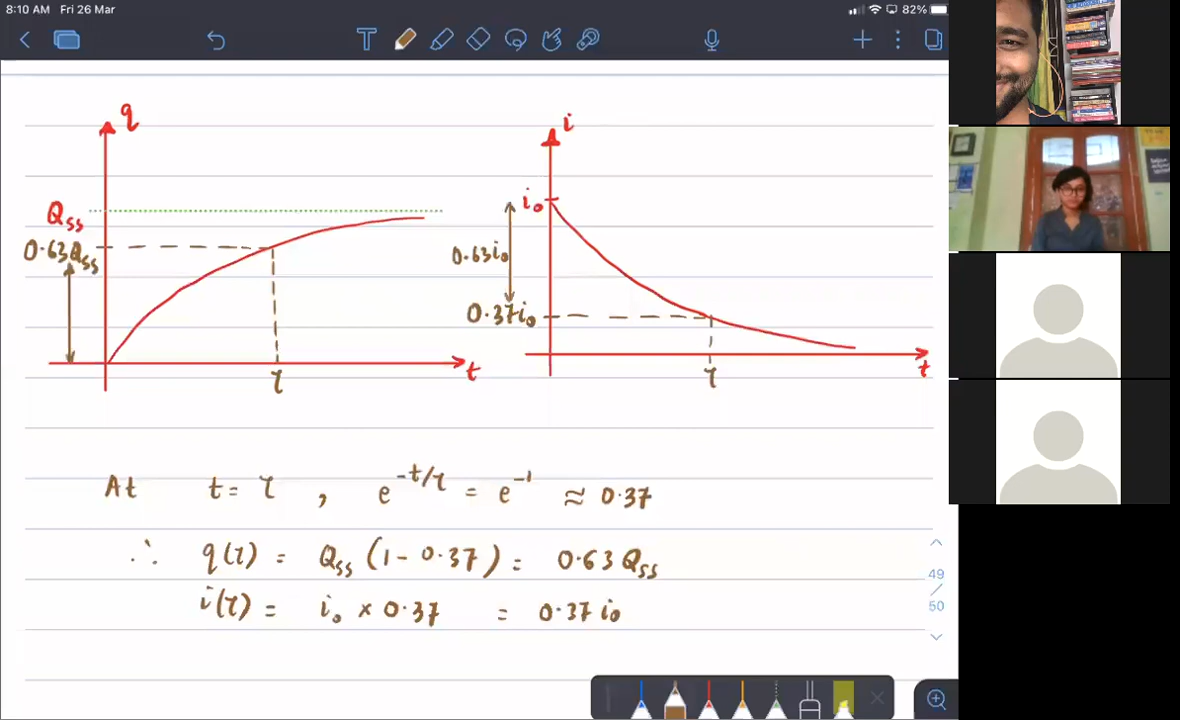 8:10 AM Fri 26 Mar
82%
T
q
Qss
0.63Qss
τ
t
i
i₀
0.63i₀
0.37i₀
τ
t
At t = τ , e^{-t/τ} = e^{-1} ≈ 0.37
∴ q(τ) = Qss (1 - 0.37) = 0.63 Qss
i(τ) = i₀ × 0.37 = 0.37 i₀
49
/
50